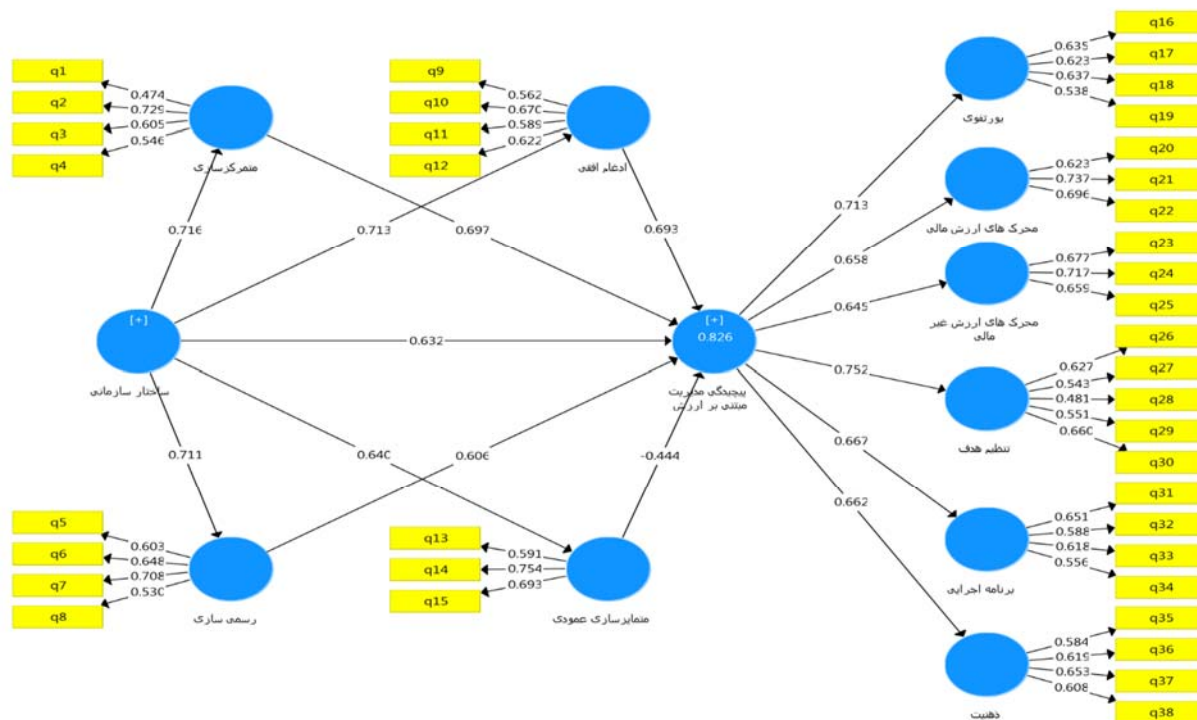 q1
q2
q3
q4
0.474
0.729
0.605
0.546
متمرکزسازی
q9
q10
q11
q12
0.562
0.670
0.589
0.622
ادغام افقی
q16
q17
q18
q19
0.635
0.623
0.637
0.538
پورتفوی
q20
q21
q22
0.623
0.737
0.696
محرک های ارزش مالی
q23
q24
q25
0.677
0.717
0.659
محرک های ارزش غیر
مالی
0.716
0.713
0.697
0.693
0.713
0.658
0.645
[+]
ساختار سازمانی
0.632
[+]
0.826
پیچیدگی مدیریت
مبتنی بر ارزش
0.752
q26
q27
q28
q29
q30
0.627
0.543
0.481
0.551
0.660
تنظیم هدف
0.711
0.640
0.606
-0.444
0.667
0.662
q5
q6
q7
q8
0.603
0.648
0.708
0.530
رسمی سازی
q13
q14
q15
0.591
0.754
0.693
متمایزسازی عمودی
q31
q32
q33
q34
0.651
0.588
0.618
0.556
برنامه اجرایی
q35
q36
q37
q38
0.584
0.619
0.653
0.608
ذهنیت